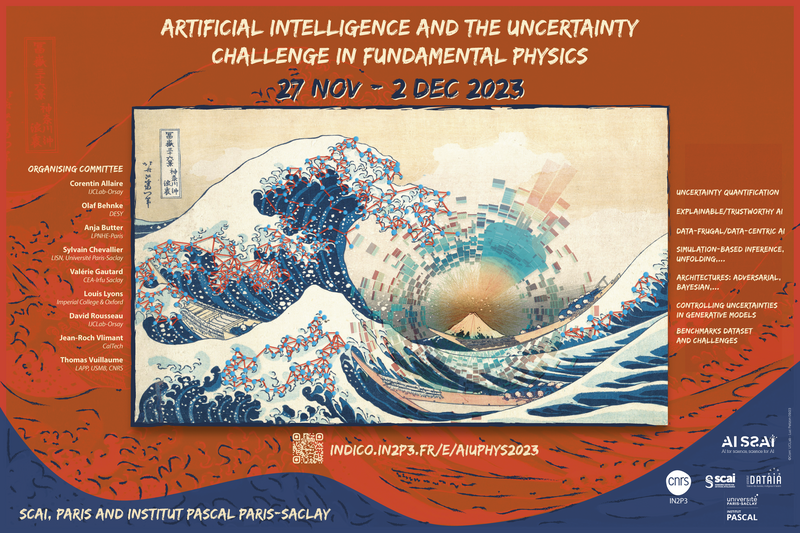 ARTIFICIAL INTELLIGENCE AND THE UNCERTAINTY
CHALLENGE IN FUNDAMENTAL PHYSICS
27 NOV - 2 DEC 2023
ORGANISING COMMITTEE
Corentin Allaire
IJCLab-Orsay
Olaf Behnke
DESY
Anja Butter
LPNHE-Paris
Sylvain Chevallier
LISN, Université Paris-Saclay
Valérie Gautard
CEA-Irfu Saclay
Louis Lyons
Imperial College & Oxford
David Rousseau
IJCLab-Orsay
Jean-Roch Vlimant
CalTech
Thomas Vuillaume
LAPP, USMB, CNRS
UNCERTAINTY QUANTIFICATION
EXPLAINABLE/TRUSTWORTHY AI
DATA-FRUGAL/DATA-CENTRIC AI
SIMULATION-BASED INFERENCE,
UNFOLDING,...
ARCHITECTURES: ADVERSARIAL,
BAYESIAN,...
CONTROLLING UNCERTAINTIES
IN GENERATIVE MODELS
BENCHMARKS DATASET
AND CHALLENGES
INDICO.IN2P3.FR/E/AIUPHYS2023
SCAI, PARIS AND INSTITUT PASCAL PARIS-SACLAY
AISSAI
AI for science, science for AI
cnrs
IN2P3
scai
DATAIA
université
PARIS-SACLAY
INSTITUT
PASCAL